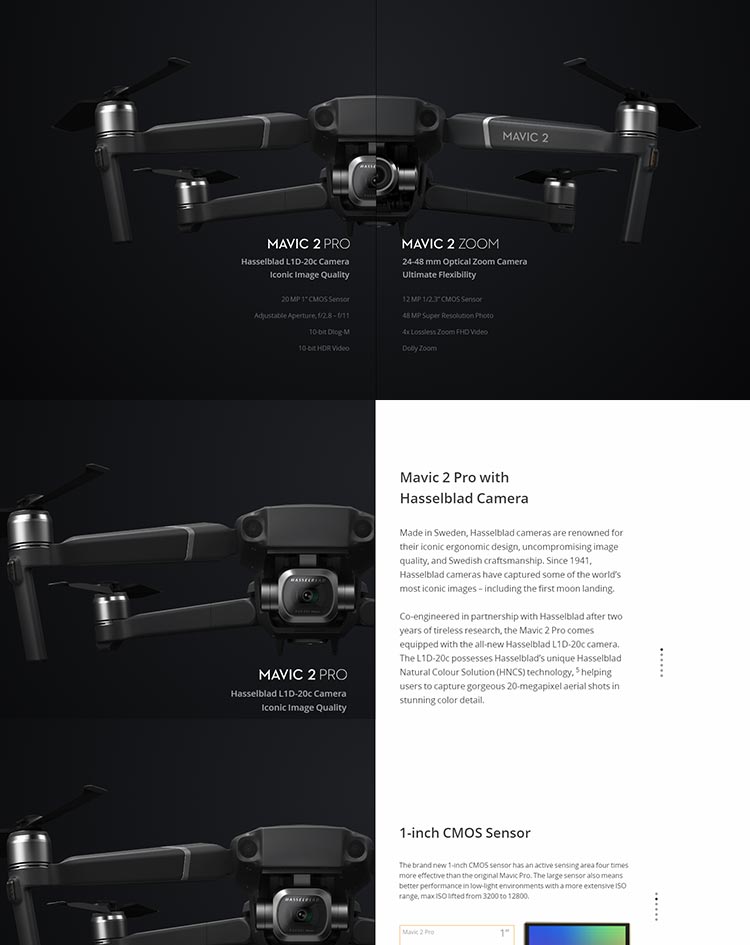 MAVIC 2
HASSE
MAVIC 2 PRO
Hasselblad L1D-20c Camera
Iconic Image Quality
20 MP 1" CMOS Sensor
Adjustable Aperture, f/2.8 – f/11
10-bit Dlog-M
10-bit HDR Video
MAVIC 2 ZOOM
24-48 mm Optical Zoom Camera
Ultimate Flexibility
12 MP 1/2.3" CMOS Sensor
48 MP Super Resolution Photo
4x Lossless Zoom FHD Video
Dolly Zoom
HASSELBLAD
MAVIC 2 PRO
Hasselblad L1D-20c Camera
Iconic Image Quality
Mavic 2 Pro with
Hasselblad Camera
Made in Sweden, Hasselblad cameras are renowned for
their iconic ergonomic design, uncompromising image
quality, and Swedish craftsmanship. Since 1941,
Hasselblad cameras have captured some of the world's
most iconic images – including the first moon landing.
Co-engineered in partnership with Hasselblad after two
years of tireless research, the Mavic 2 Pro comes
equipped with the all-new Hasselblad L1D-20c camera.
The L1D-20c possesses Hasselblad's unique Hasselblad
Natural Colour Solution (HNCS) technology, 5 helping
users to capture gorgeous 20-megapixel aerial shots in
stunning color detail.
HASSELBLAD
1-inch CMOS Sensor
The brand new 1-inch CMOS sensor has an active sensing area four times
more effective than the original Mavic Pro. The large sensor also means
better performance in low-light environments with a more extensive ISO
range, max ISO lifted from 3200 to 12800.
Mavic 2 Pro
1"